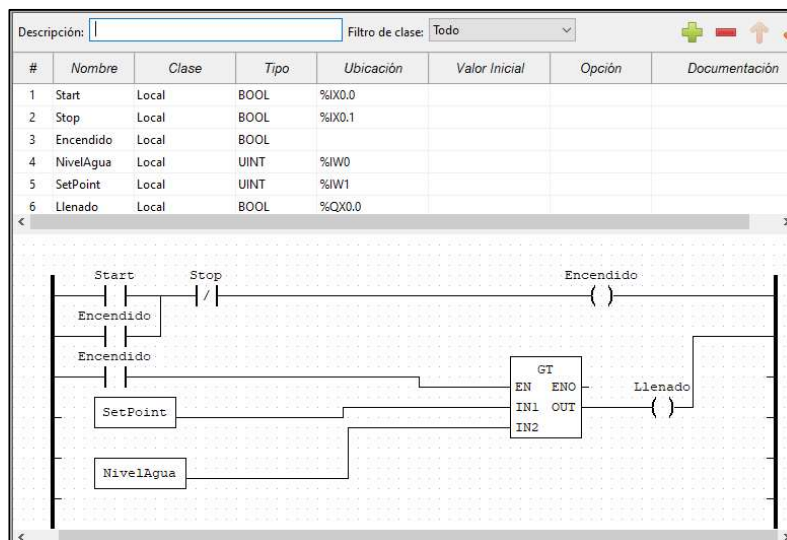 Descripción: Filtro de clase: Todo
# Nombre Clase Tipo Ubicación Valor Inicial Opción Documentación
1 Start Local BOOL %IX0.0
2 Stop Local BOOL %IX0.1
3 Encendido Local BOOL
4 NivelAgua Local UINT %IW0
5 SetPoint Local UINT %IW1
6 Llenado Local BOOL %QX0.0
Start Stop Encendido
Encendido
Encendido
GT
EN ENO Llenado
SetPoint IN1 OUT
IN2
NivelAgua